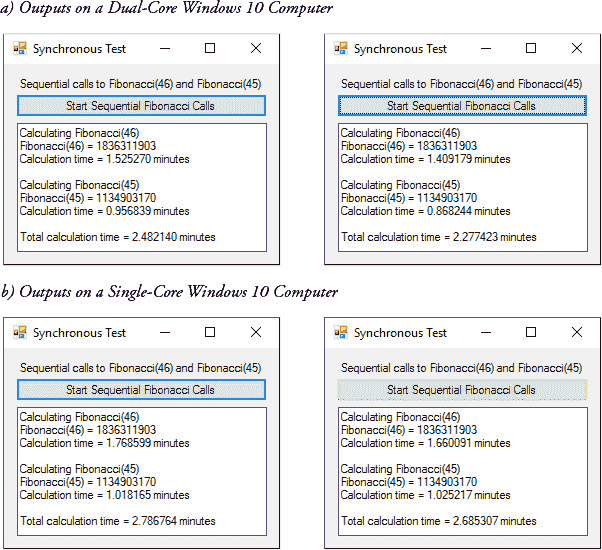 a) Outputs on a Dual-Core Windows 10 Computer
Synchronous Test
Sequential calls to Fibonacci(46) and Fibonacci(45)
Start Sequential Fibonacci Calls
Calculating Fibonacci(46)
Fibonacci(46) = 1836311903
Calculation time = 1.525270 minutes
Calculating Fibonacci(45)
Fibonacci(45) = 1134903170
Calculation time = 0.956839 minutes
Total calculation time = 2.482140 minutes
Synchronous Test
Sequential calls to Fibonacci(46) and Fibonacci(45)
Start Sequential Fibonacci Calls
Calculating Fibonacci(46)
Fibonacci(46) = 1836311903
Calculation time = 1.409179 minutes
Calculating Fibonacci(45)
Fibonacci(45) = 1134903170
Calculation time = 0.868244 minutes
Total calculation time = 2.277423 minutes
b) Outputs on a Single-Core Windows 10 Computer
Synchronous Test
Sequential calls to Fibonacci(46) and Fibonacci(45)
Start Sequential Fibonacci Calls
Calculating Fibonacci(46)
Fibonacci(46) = 1836311903
Calculation time = 1.768599 minutes
Calculating Fibonacci(45)
Fibonacci(45) = 1134903170
Calculation time = 1.018165 minutes
Total calculation time = 2.786764 minutes
Synchronous Test
Sequential calls to Fibonacci(46) and Fibonacci(45)
Start Sequential Fibonacci Calls
Calculating Fibonacci(46)
Fibonacci(46) = 1836311903
Calculation time = 1.660091 minutes
Calculating Fibonacci(45)
Fibonacci(45) = 1134903170
Calculation time = 1.025217 minutes
Total calculation time = 2.685307 minutes